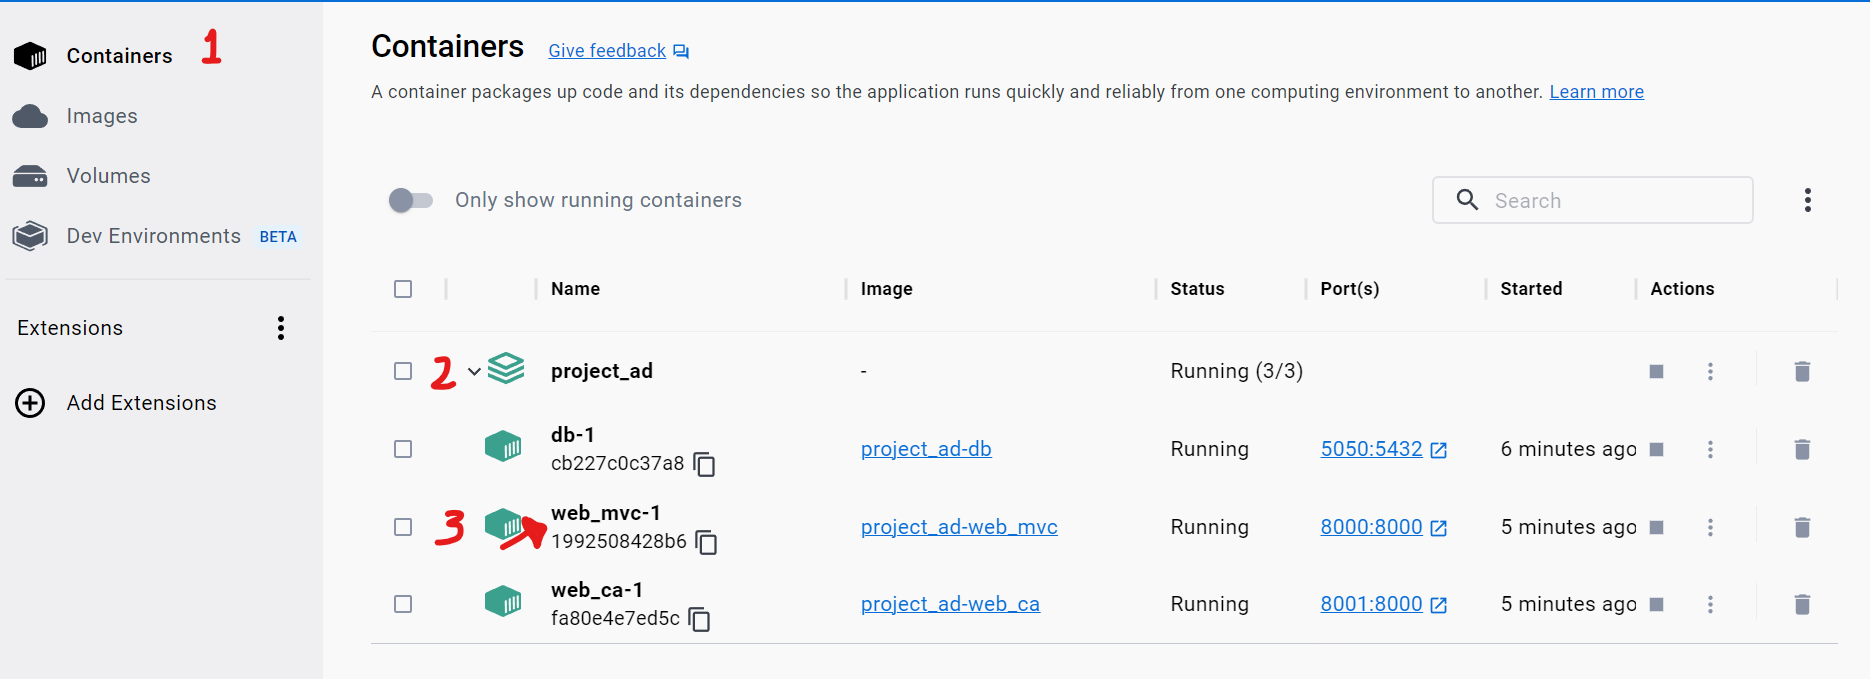 Containers 1
Images
Volumes
Dev Environments BETA
Extensions
Add Extensions
Containers Give feedback
A container packages up code and its dependencies so the application runs quickly and reliably from one computing environment to another. Learn more
Only show running containers
Search
Name Image Status Port(s) Started Actions
2 project_ad - Running (3/3)
db-1
cb227c0c37a8 project_ad-db Running 5050:5432 6 minutes ago
3 web_mvc-1
1992508428b6 project_ad-web_mvc Running 8000:8000 5 minutes ago
web_ca-1
fa80e4e7ed5c project_ad-web_ca Running 8001:8000 5 minutes ago